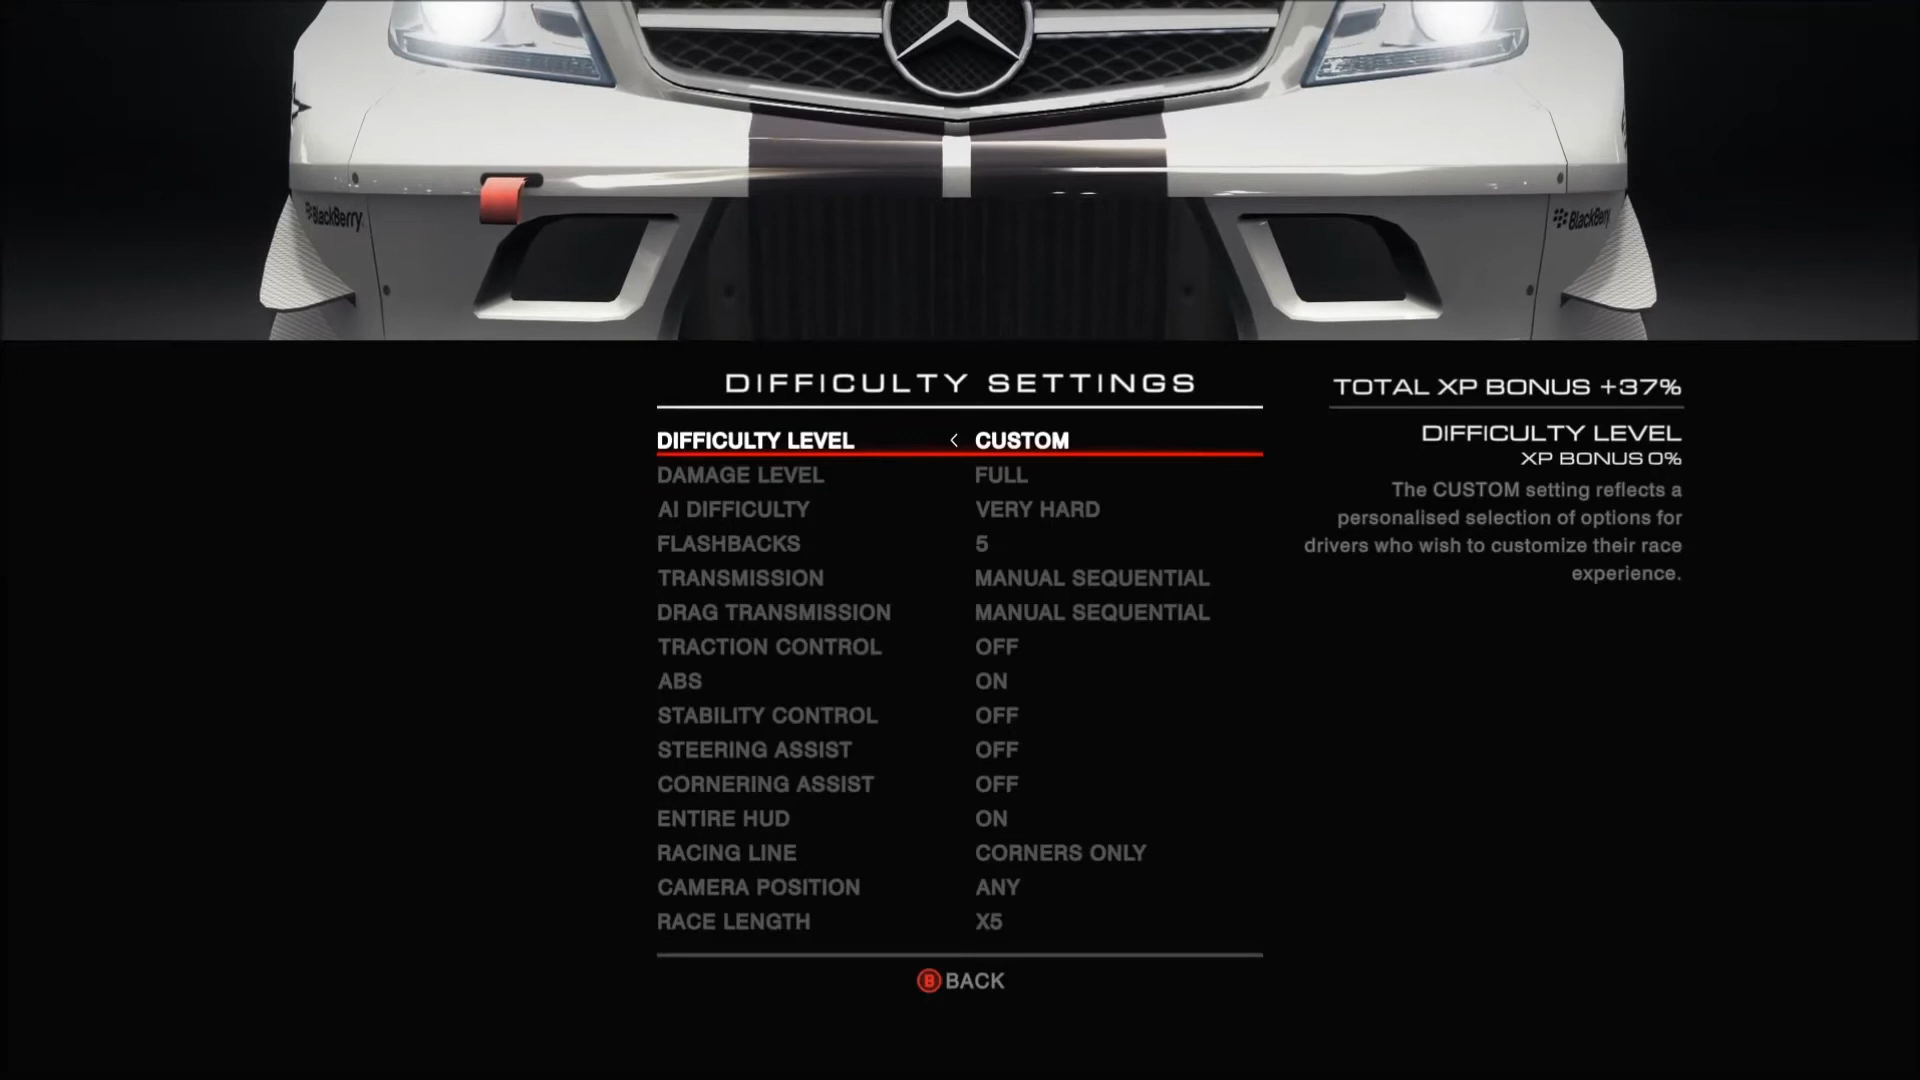 BlackBerry
BlackBerry
DIFFICULTY SETTINGS
DIFFICULTY LEVEL < CUSTOM
DAMAGE LEVEL FULL
AI DIFFICULTY VERY HARD
FLASHBACKS 5
TRANSMISSION MANUAL SEQUENTIAL
DRAG TRANSMISSION MANUAL SEQUENTIAL
TRACTION CONTROL OFF
ABS ON
STABILITY CONTROL OFF
STEERING ASSIST OFF
CORNERING ASSIST OFF
ENTIRE HUD ON
RACING LINE CORNERS ONLY
CAMERA POSITION ANY
RACE LENGTH X5
B BACK
TOTAL XP BONUS +37%
DIFFICULTY LEVEL
XP BONUS 0%
The CUSTOM setting reflects a
personalised selection of options for
drivers who wish to customize their race
experience.